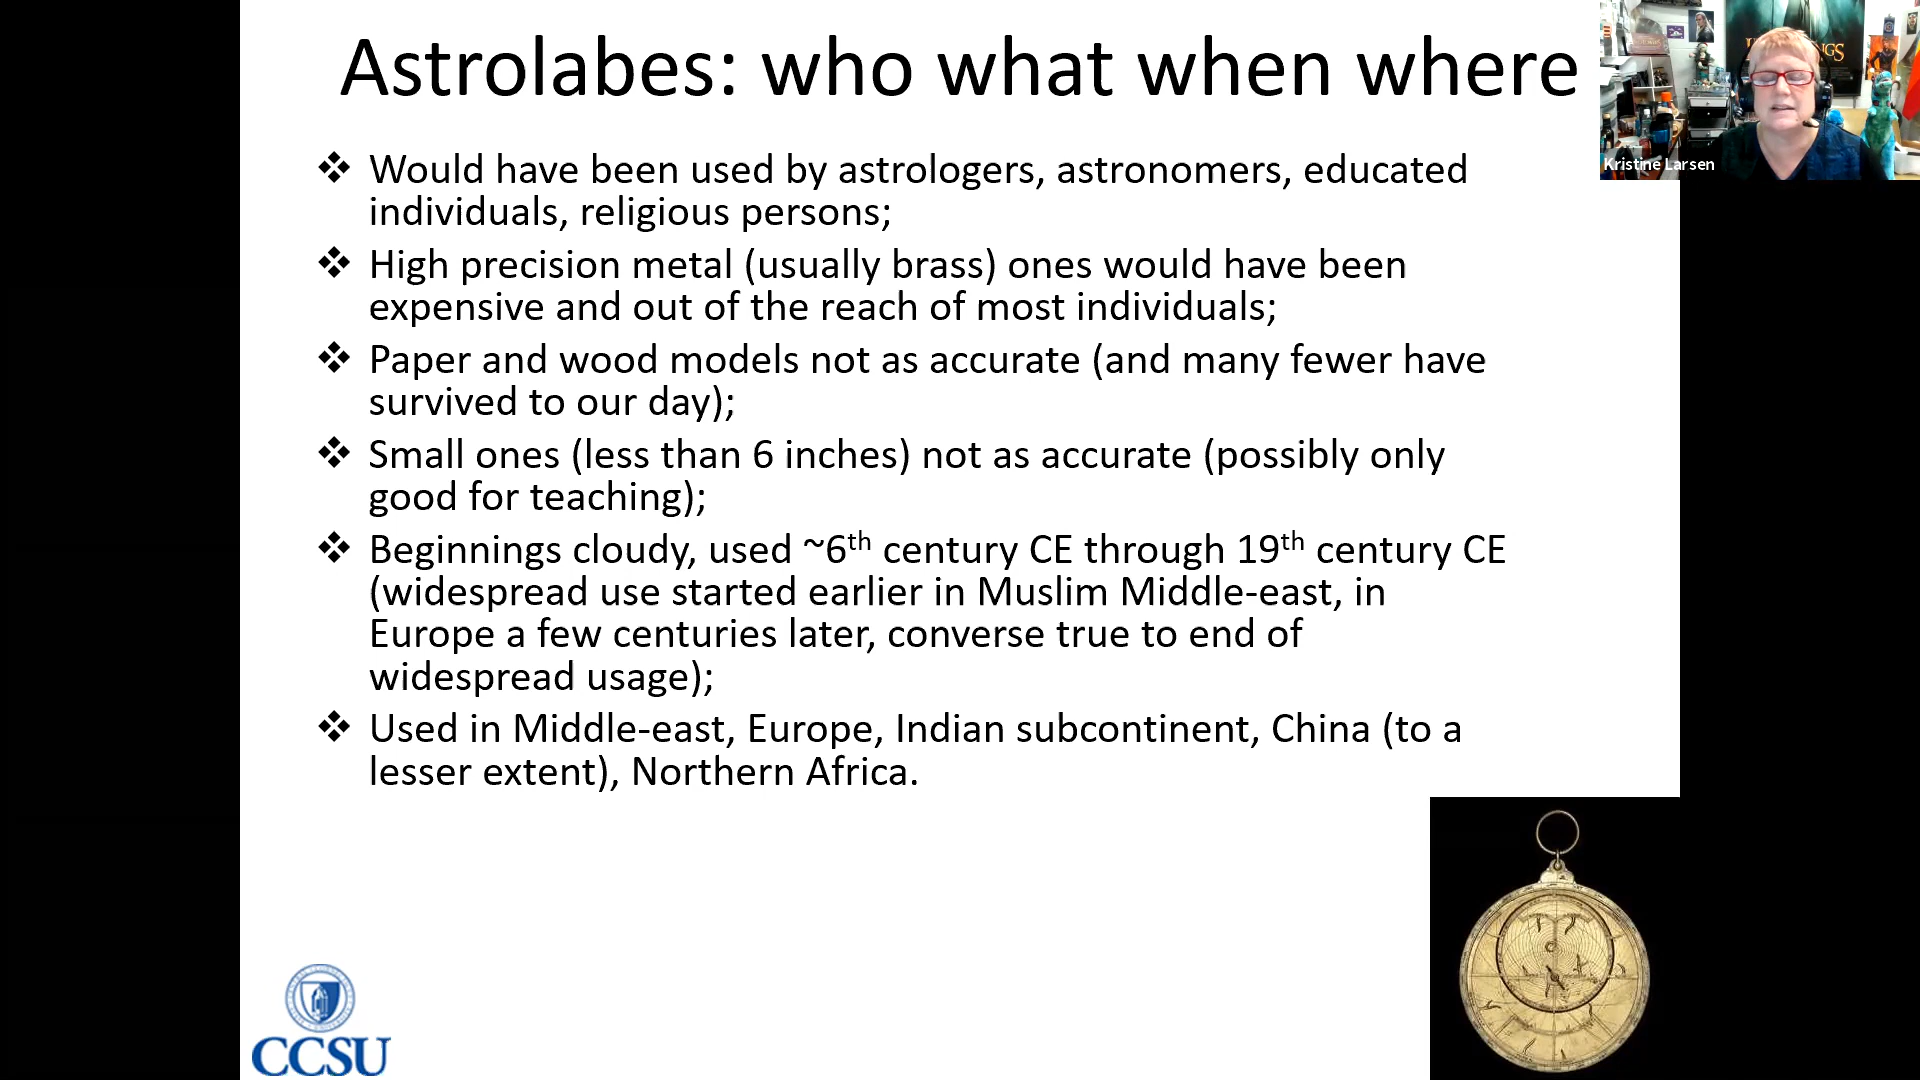 Astrolabes: who what when where
❖ Would have been used by astrologers, astronomers, educated
individuals, religious persons;
❖ High precision metal (usually brass) ones would have been
expensive and out of the reach of most individuals;
❖ Paper and wood models not as accurate (and many fewer have
survived to our day);
❖ Small ones (less than 6 inches) not as accurate (possibly only
good for teaching);
❖ Beginnings cloudy, used ~6th century CE through 19th century CE
(widespread use started earlier in Muslim Middle-east, in
Europe a few centuries later, converse true to end of
widespread usage);
❖ Used in Middle-east, Europe, Indian subcontinent, China (to a
lesser extent), Northern Africa.
Kristine Larsen
CCSU